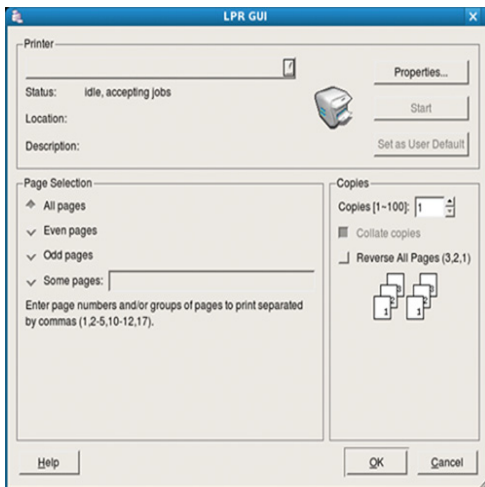 LPR GUI
Printer
Properties...
Status: idle, accepting jobs
Start
Location:
Description:
Set as User Default
Page Selection
All pages
Even pages
Odd pages
Some pages:
Enter page numbers and/or groups of pages to print separated
by commas (1,2-5,10-12,17).
Copies
Copies [1~100]: 1
Collate copies
Reverse All Pages (3,2,1)
1 1
Help
OK
Cancel